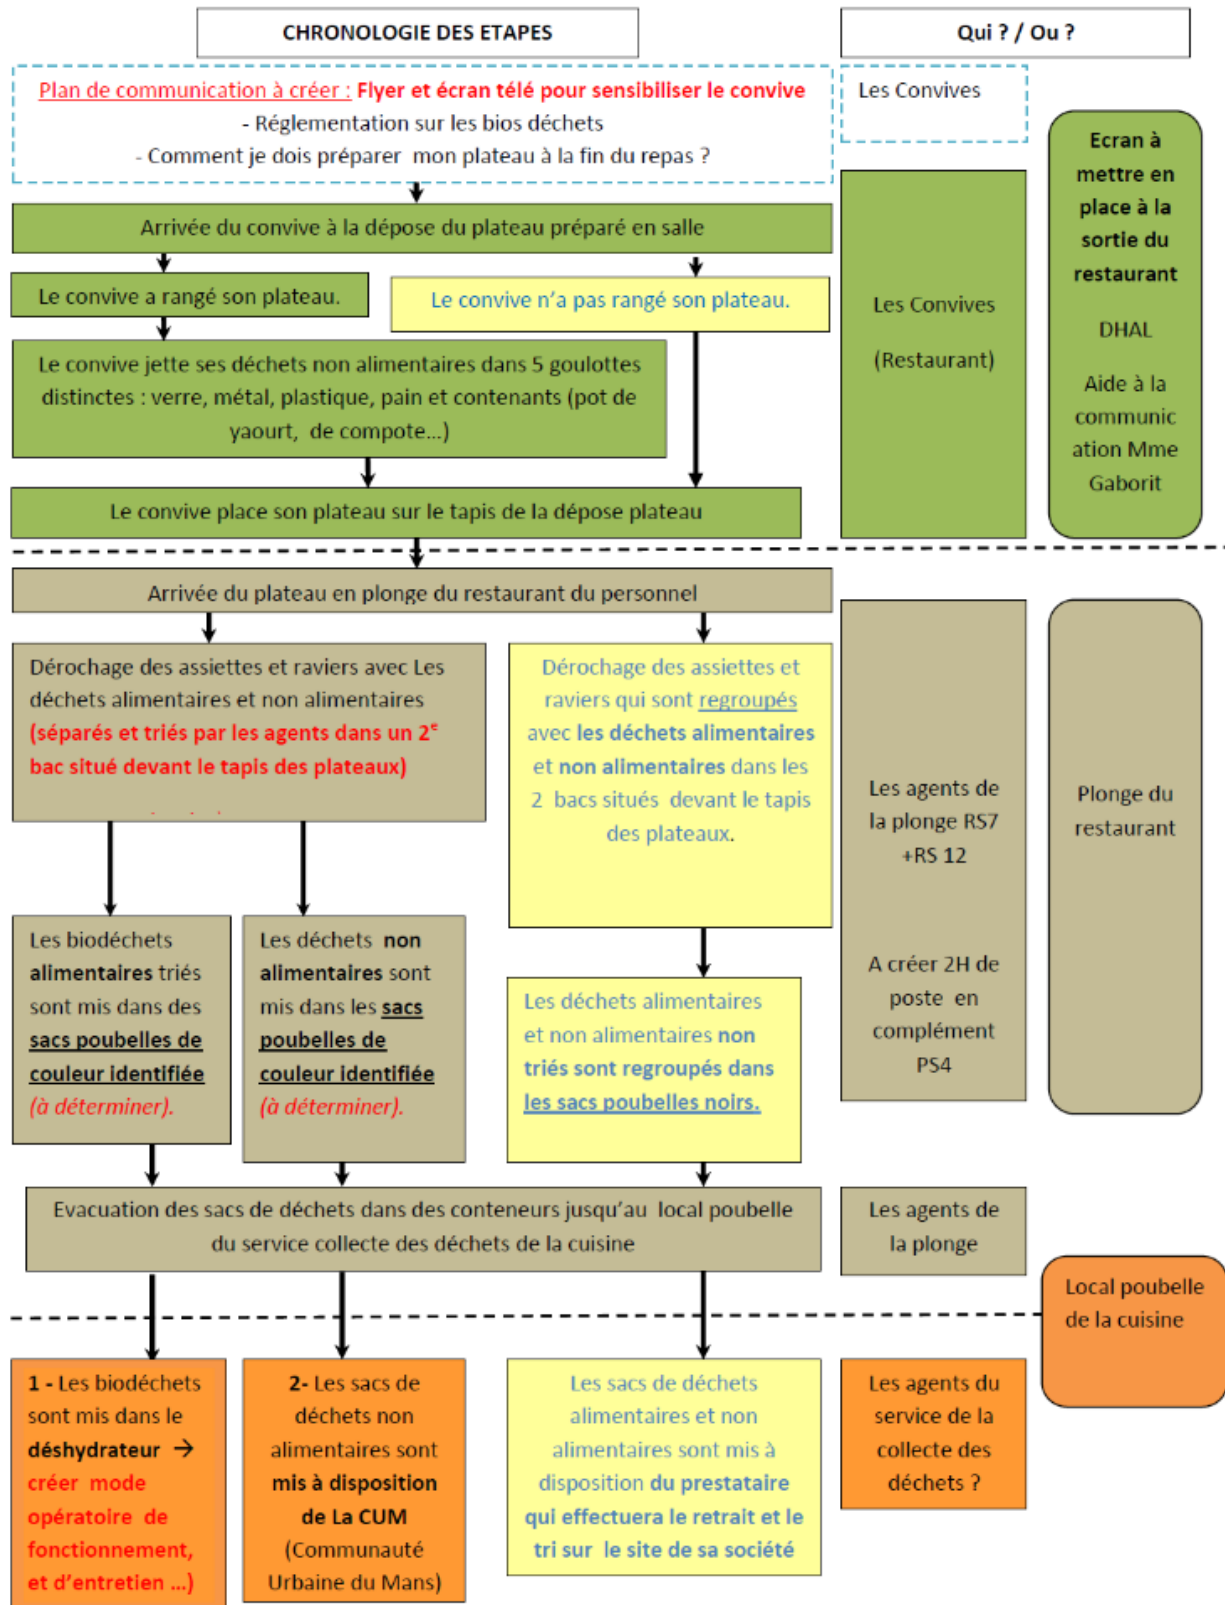 CHRONOLOGIE DES ETAPES
Qui ? / Ou ?
Plan de communication à créer : Flyer et écran télé pour sensibiliser le convive
- Réglementation sur les bios déchets
- Comment je dois préparer mon plateau à la fin du repas ?
Les Convives
Ecran à
mettre en
place à la
sortie du
restaurant
DHAL
Aide à la
communic
ation Mme
Gaborit
Arrivée du convive à la dépose du plateau préparé en salle
Le convive a rangé son plateau.
Le convive n'a pas rangé son plateau.
Les Convives
(Restaurant)
Le convive jette ses déchets non alimentaires dans 5 goulottes
distinctes : verre, métal, plastique, pain et contenants (pot de
yaourt, de compote...)
Le convive place son plateau sur le tapis de la dépose plateau
Arrivée du plateau en plonge du restaurant du personnel
Dérochage des assiettes et raviers avec Les
déchets alimentaires et non alimentaires
(séparés et triés par les agents dans un 2e
bac situé devant le tapis des plateaux)
Dérochage des assiettes et
raviers qui sont regroupés
avec les déchets alimentaires
et non alimentaires dans les
2 bacs situés devant le tapis
des plateaux.
Les agents de
la plonge RS7
+RS 12
A créer 2H de
poste en
complément
PS4
Plonge du
restaurant
Les biodéchets
alimentaires triés
sont mis dans des
sacs poubelles de
couleur identifiée
(à déterminer).
Les déchets non
alimentaires sont
mis dans les sacs
poubelles de
couleur identifiée
(à déterminer).
Les déchets alimentaires
et non alimentaires non
triés sont regroupés dans
les sacs poubelles noirs.
Evacuation des sacs de déchets dans des conteneurs jusqu'au local poubelle
du service collecte des déchets de la cuisine
Les agents de
la plonge
Local poubelle
de la cuisine
1 - Les biodéchets
sont mis dans le
déshydrateur →
créer mode
opératoire de
fonctionnement,
et d'entretien ...)
2- Les sacs de
déchets non
alimentaires sont
mis à disposition
de La CUM
(Communauté
Urbaine du Mans)
Les sacs de déchets
alimentaires et non
alimentaires sont mis à
disposition du prestataire
qui effectuera le retrait et le
tri sur le site de sa société
Les agents du
service de la
collecte des
déchets ?